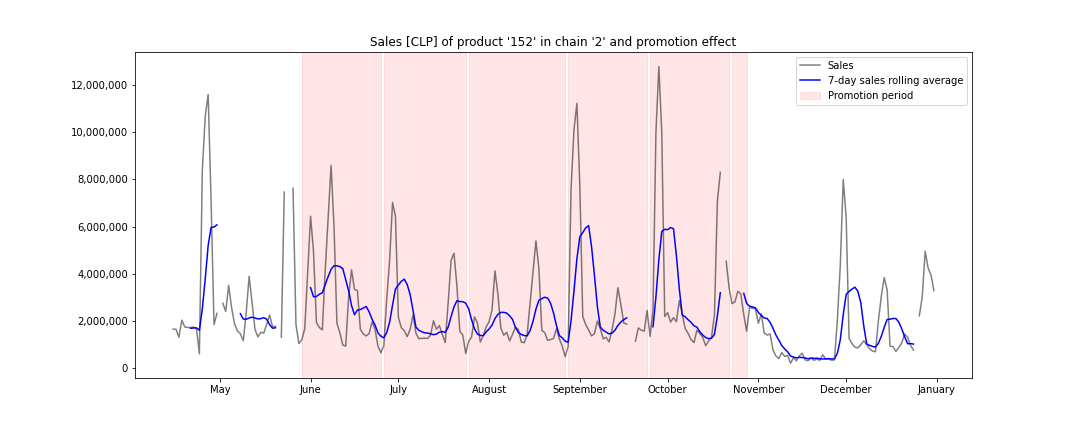 Sales [CLP] of product '152' in chain '2' and promotion effect
Sales
7-day sales rolling average
Promotion period
12,000,000
10,000,000
8,000,000
6,000,000
4,000,000
2,000,000
0
May June July August September October November December January